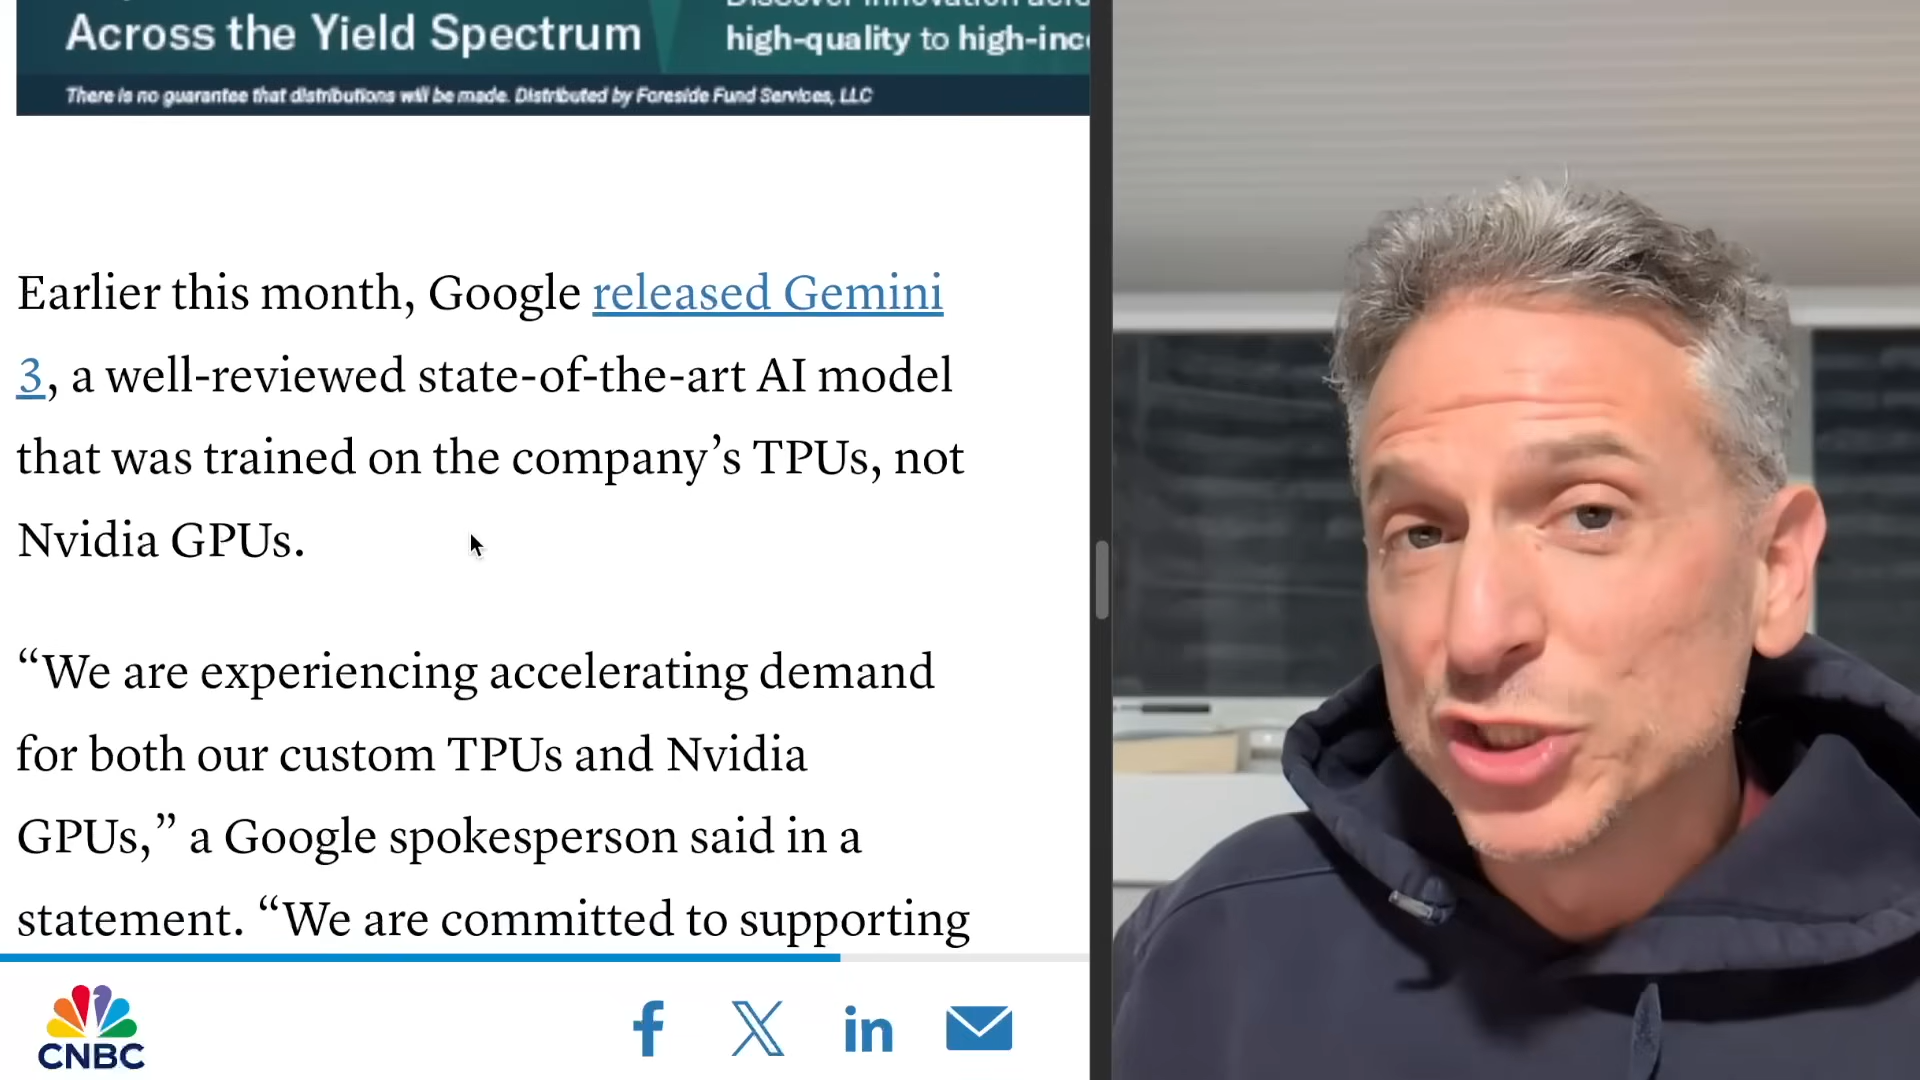 Across the Yield Spectrum
high-quality to high-inc
There is no guarantee that distributions will be made. Distributed by Foreside Fund Services, LLC
Earlier this month, Google released Gemini
3, a well-reviewed state-of-the-art AI model
that was trained on the company’s TPUs, not
Nvidia GPUs.
“We are experiencing accelerating demand
for both our custom TPUs and Nvidia
GPUs,” a Google spokesperson said in a
statement. “We are committed to supporting
CNBC